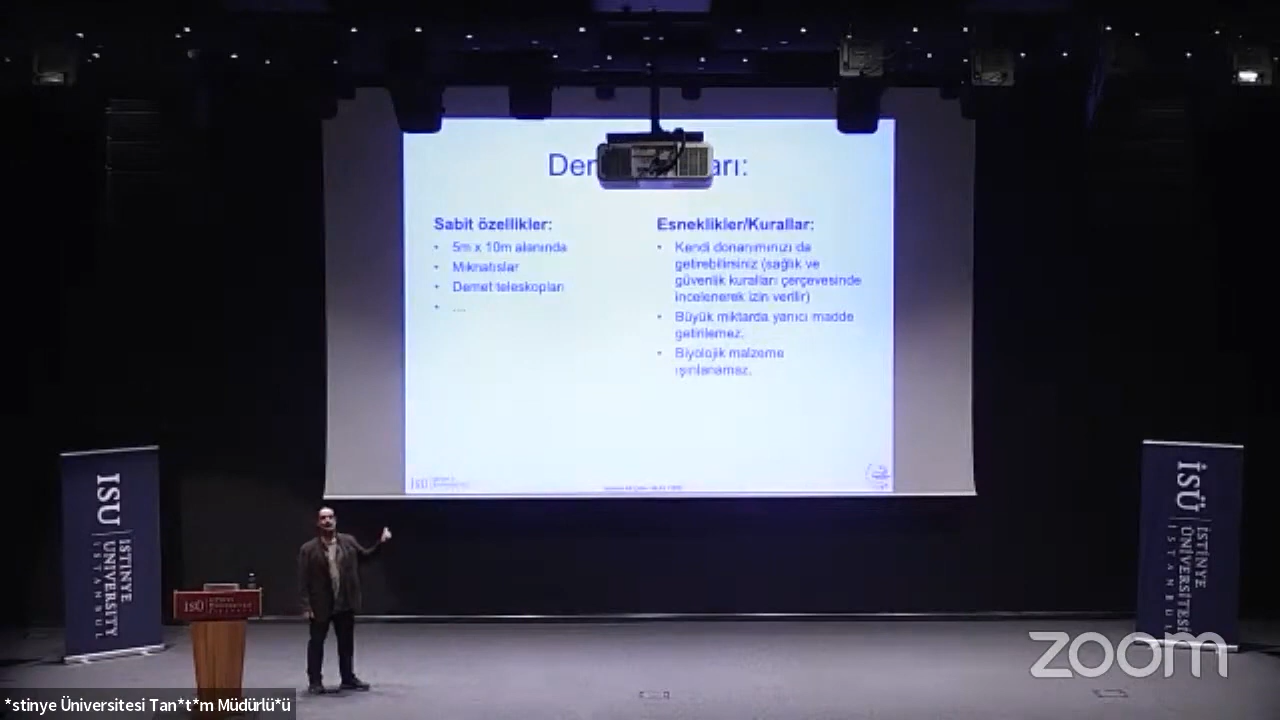 Sabit özellikler:
• 5m x 10m alanında
• Mıknatıslar
• Demet teleskopları
• ....
Esneklikler/Kurallar:
• Kendi donanımınızı da
getirebilirsiniz (sağlık ve
güvenlik kuralları çerçevesinde
incelenerek izin verilir)
• Büyük miktarda yanıcı madde
getirilemez.
• Biyolojik malzeme
ışınlanamaz.
ISU
İSTİNYE
UNIVERSITY
ISTANBUL
İSÜ
İSTİNYE
ÜNİVERSİTESİ
İSTANBUL
İSÜ
zoom
*stinye Üniversitesi Tan*t*m Müdürlü*ü